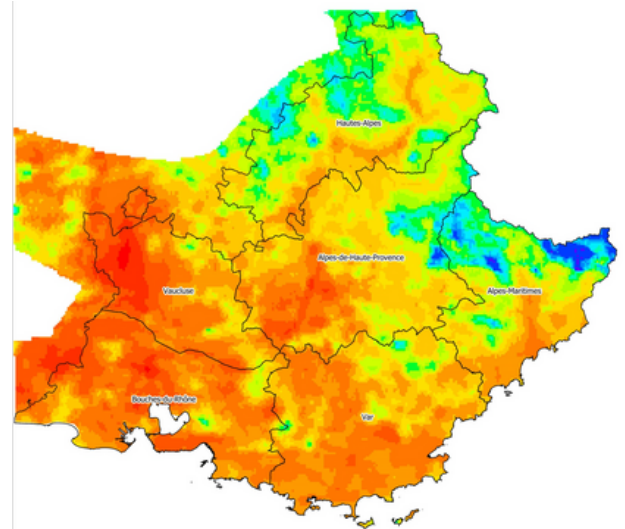 Hautes-Alpes
Alpes-de-Haute-Provence
Vaucluse
Alpes-Maritimes
Bouches-du-Rhône
Var